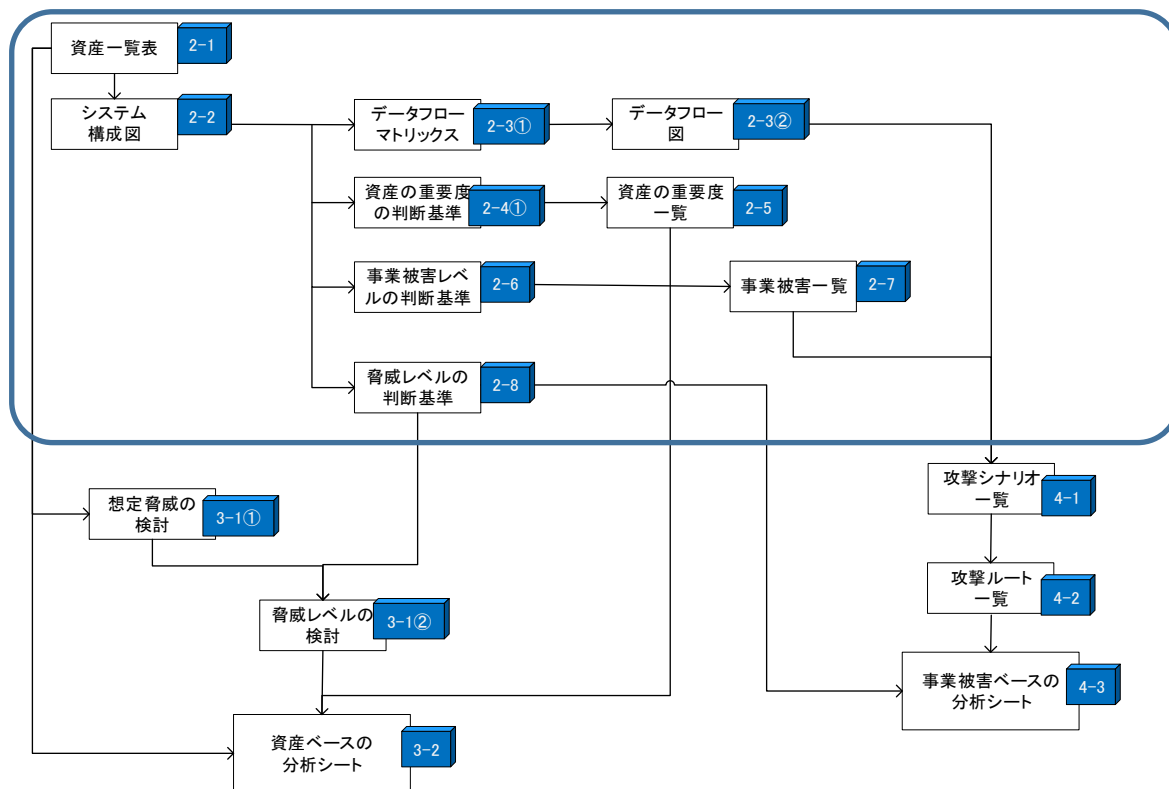 資産一覧表
2-1
システム
構成図
2-2
データフロー
マトリックス
2-3①
データフロー
図
2-3②
資産の重要度
の判断基準
2-4①
資産の重要度
一覧
2-5
事業被害レベ
ルの判断基準
2-6
事業被害一覧
2-7
脅威レベルの
判断基準
2-8
想定脅威の
検討
3-1①
攻撃シナリオ
一覧
4-1
脅威レベルの
検討
3-1②
攻撃ルート
一覧
4-2
資産ベースの
分析シート
3-2
事業被害ベースの
分析シート
4-3